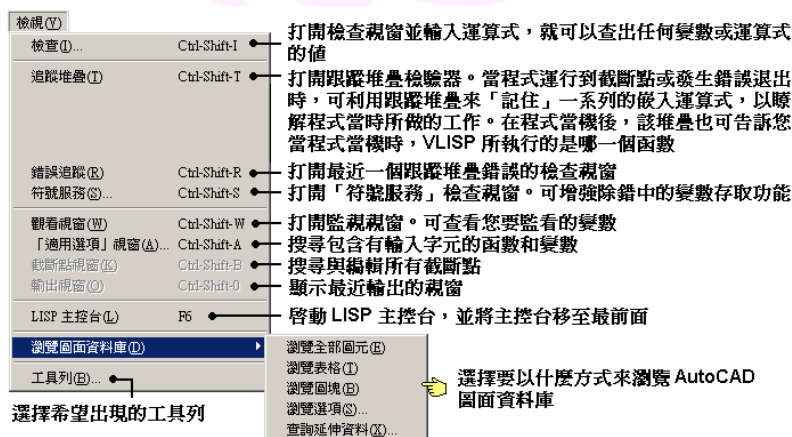 檢視(V)
檢查(I)... Ctrl-Shift-I
打開檢查視窗並輸入運算式，就可以查出任何變數或運算式
的值
追蹤堆疊(T) Ctrl-Shift-T
打開跟蹤堆疊檢驗器。當程式運行到截斷點或發生錯誤退出
時，可利用跟蹤堆疊來「記住」一系列的嵌入運算式，以瞭
解程式當時所做的工作。在程式當機後，該堆疊也可告訴您
當程式當機時，VLISP 所執行的是哪一個函數
錯誤追蹤(R) Ctrl-Shift-R
打開最近一個跟蹤堆疊錯誤的檢查視窗
符號服務(S)... Ctrl-Shift-S
打開「符號服務」檢查視窗。可增強除錯中的變數存取功能
觀看視窗(W) Ctrl-Shift-W
打開監視視窗。可查看您要監看的變數
「適用選項」視窗(A)... Ctrl-Shift-A
搜尋包含有輸入字元的函數和變數
截斷點視窗(K) Ctrl-Shift-B
搜尋與編輯所有截斷點
輸出視窗(O) Ctrl-Shift-0
顯示最近輸出的視窗
LISP 主控台(L) F6
啓動 LISP 主控台，並將主控台移至最前面
瀏覽圖面資料庫(D)
瀏覽全部圖元(E)
瀏覽表格(T)
瀏覽圖塊(B)
瀏覽選項(S)...
查詢延伸資料(X)...
選擇要以什麼方式來瀏覽 AutoCAD
圖面資料庫
工具列(B)...
選擇希望出現的工具列